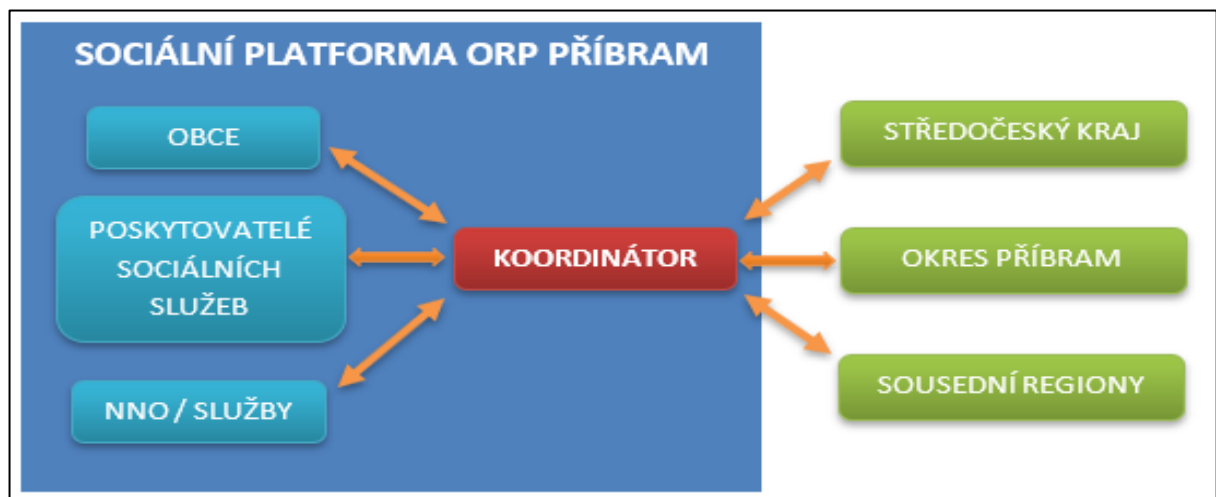 SOCIÁLNÍ PLATFORMA ORP PŘÍBRAM
OBCE
POSKYTOVATELÉ
SOCIÁLNÍCH
SLUŽEB
NNO / SLUŽBY
KOORDINÁTOR
STŘEDOČESKÝ KRAJ
OKRES PŘÍBRAM
SOUSEDNÍ REGIONY